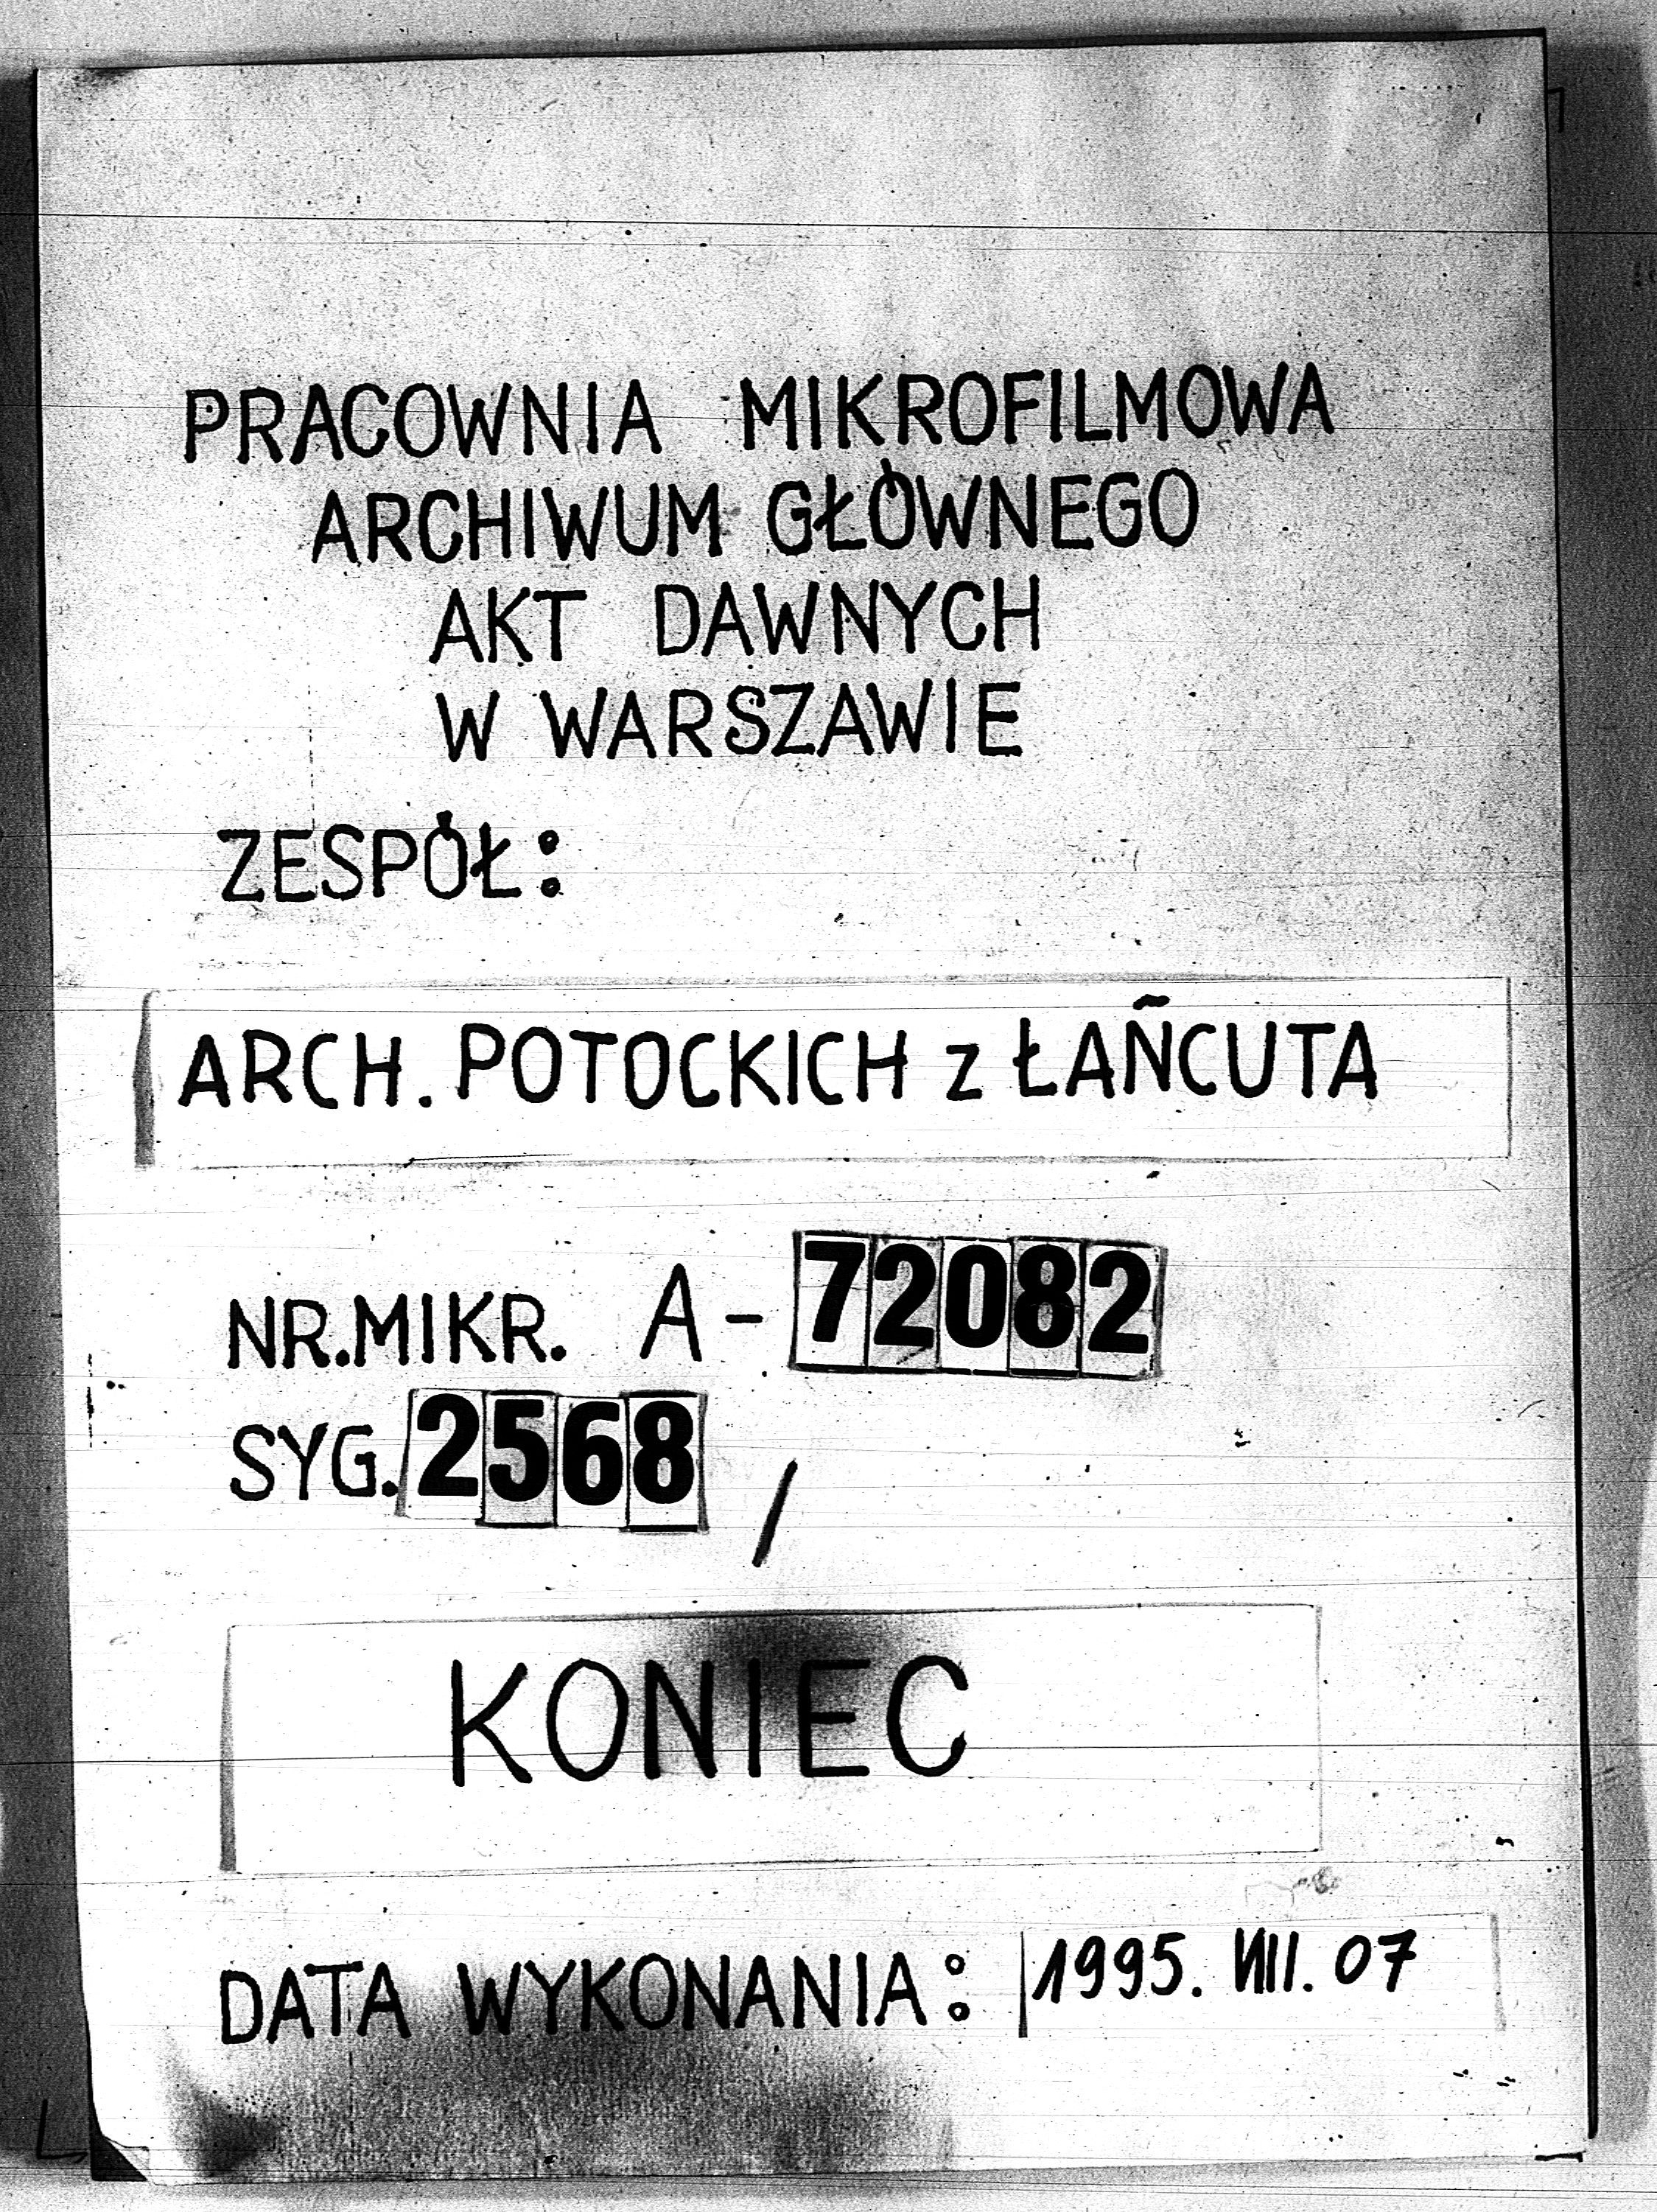 PRACOWNIA MIKROFILMOWA
ARCHIWUM GŁÓWNEGO
AKT DAWNYCH
W WARSZAWIE
ZESPÓŁ:
ARCH. POTOCKICH z ŁAŃCUTA
NR.MIKR. A-72082
SYG. 2568 /
KONIEC
DATA WYKONANIA: 1995. VIII. 07